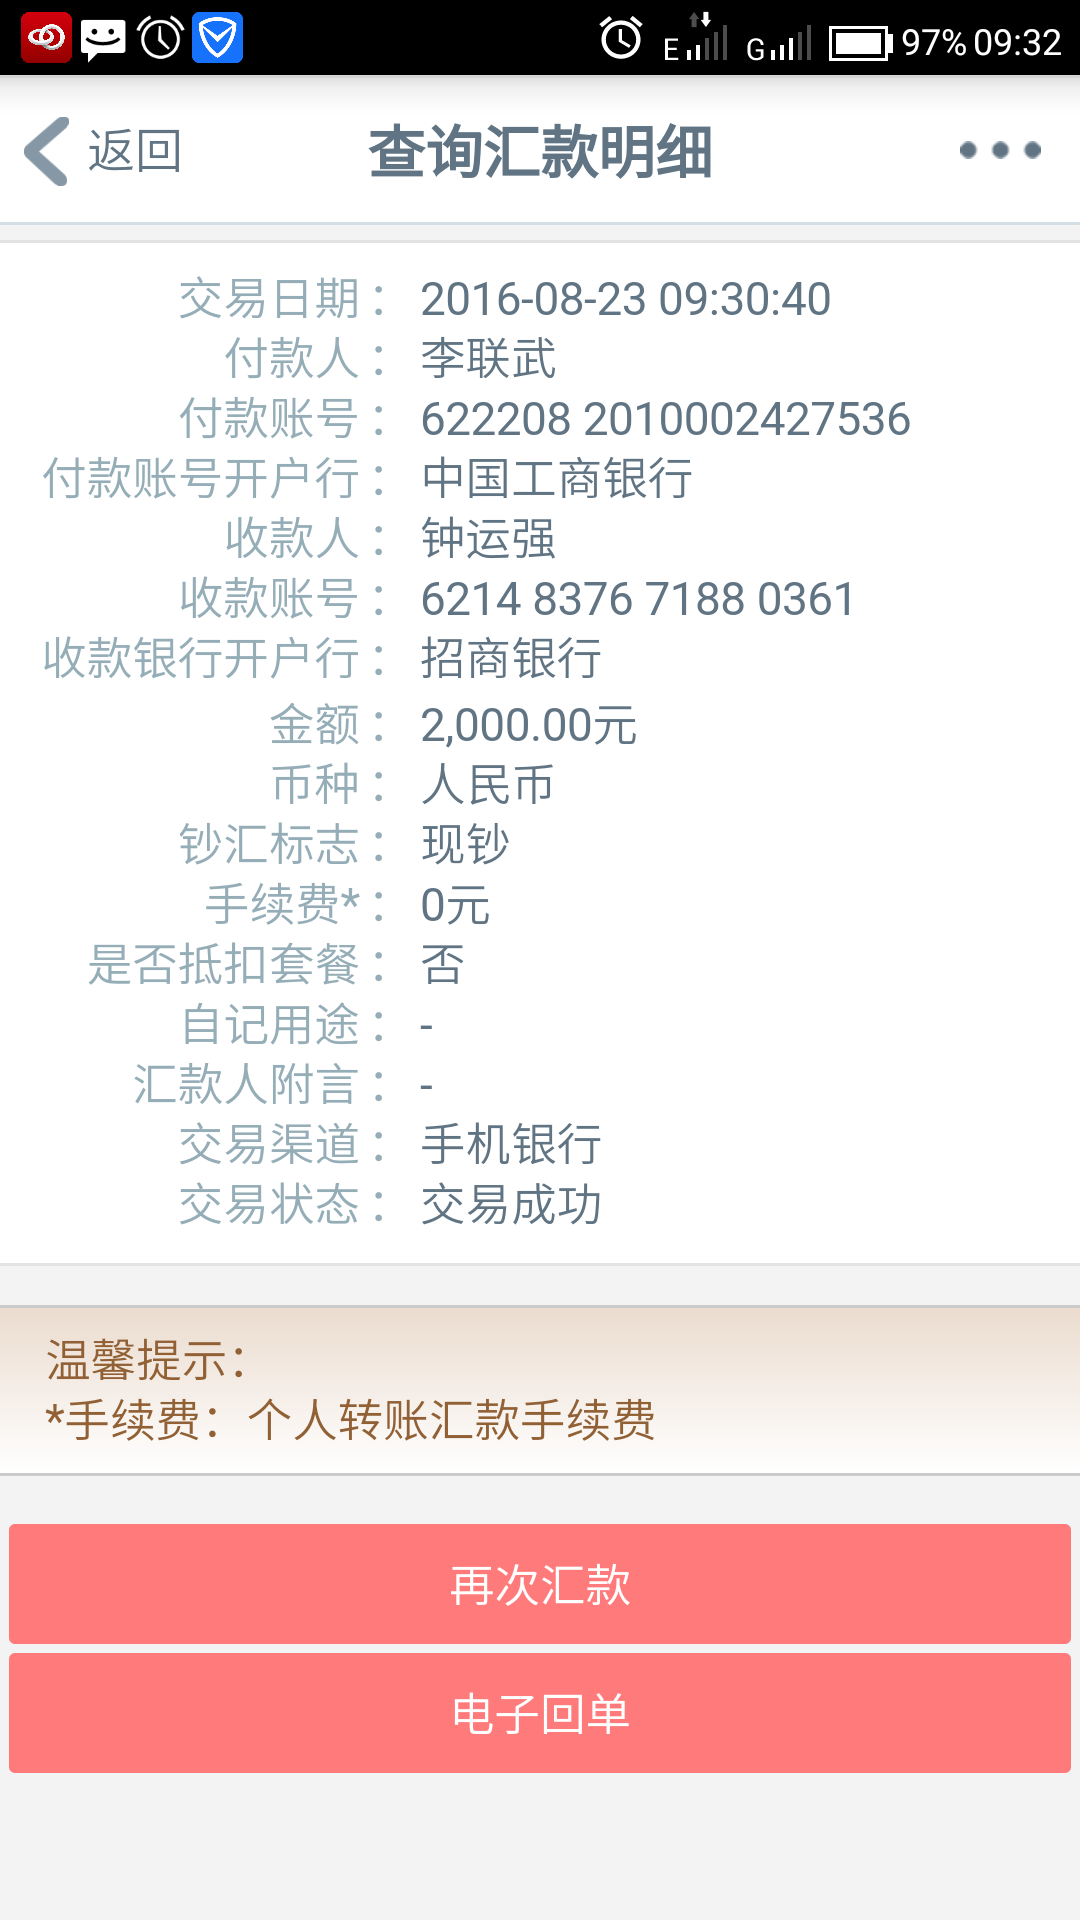 E G 97% 09:32
返回 查询汇款明细
交易日期： 2016-08-23 09:30:40
付款人： 李联武
付款账号： 622208 2010002427536
付款账号开户行： 中国工商银行
收款人： 钟运强
收款账号： 6214 8376 7188 0361
收款银行开户行： 招商银行
金额： 2,000.00元
币种： 人民币
钞汇标志： 现钞
手续费*： 0元
是否抵扣套餐： 否
自记用途： -
汇款人附言： -
交易渠道： 手机银行
交易状态： 交易成功
温馨提示：
*手续费：个人转账汇款手续费
再次汇款
电子回单